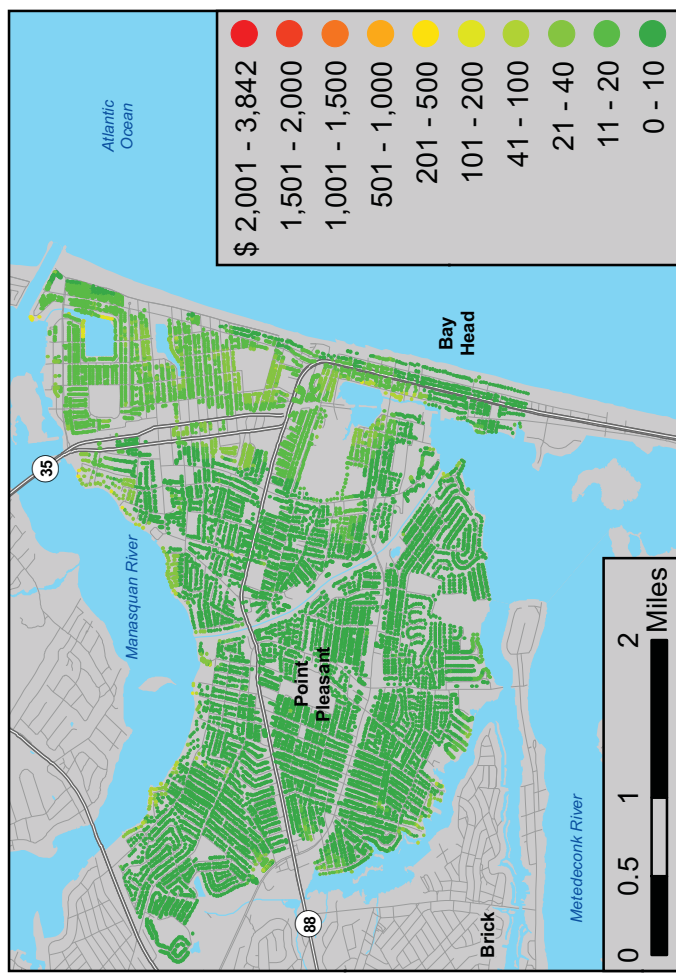 Atlantic
Ocean
35
Manasquan River
Bay
Head
Point
Pleasant
88
Brick
Metedeconk River
$ 2,001 - 3,842
1,501 - 2,000
1,001 - 1,500
501 - 1,000
201 - 500
101 - 200
41 - 100
21 - 40
11 - 20
0 - 10
0 0.5 1 2
Miles